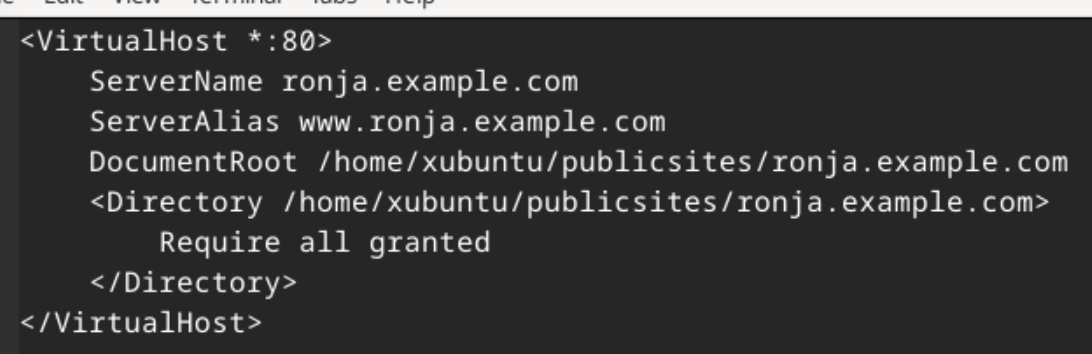 Edit View Terminal Tabs Help
<VirtualHost *:80>
    ServerName ronja.example.com
    ServerAlias www.ronja.example.com
    DocumentRoot /home/xubuntu/publicsites/ronja.example.com
    <Directory /home/xubuntu/publicsites/ronja.example.com>
        Require all granted
    </Directory>
</VirtualHost>